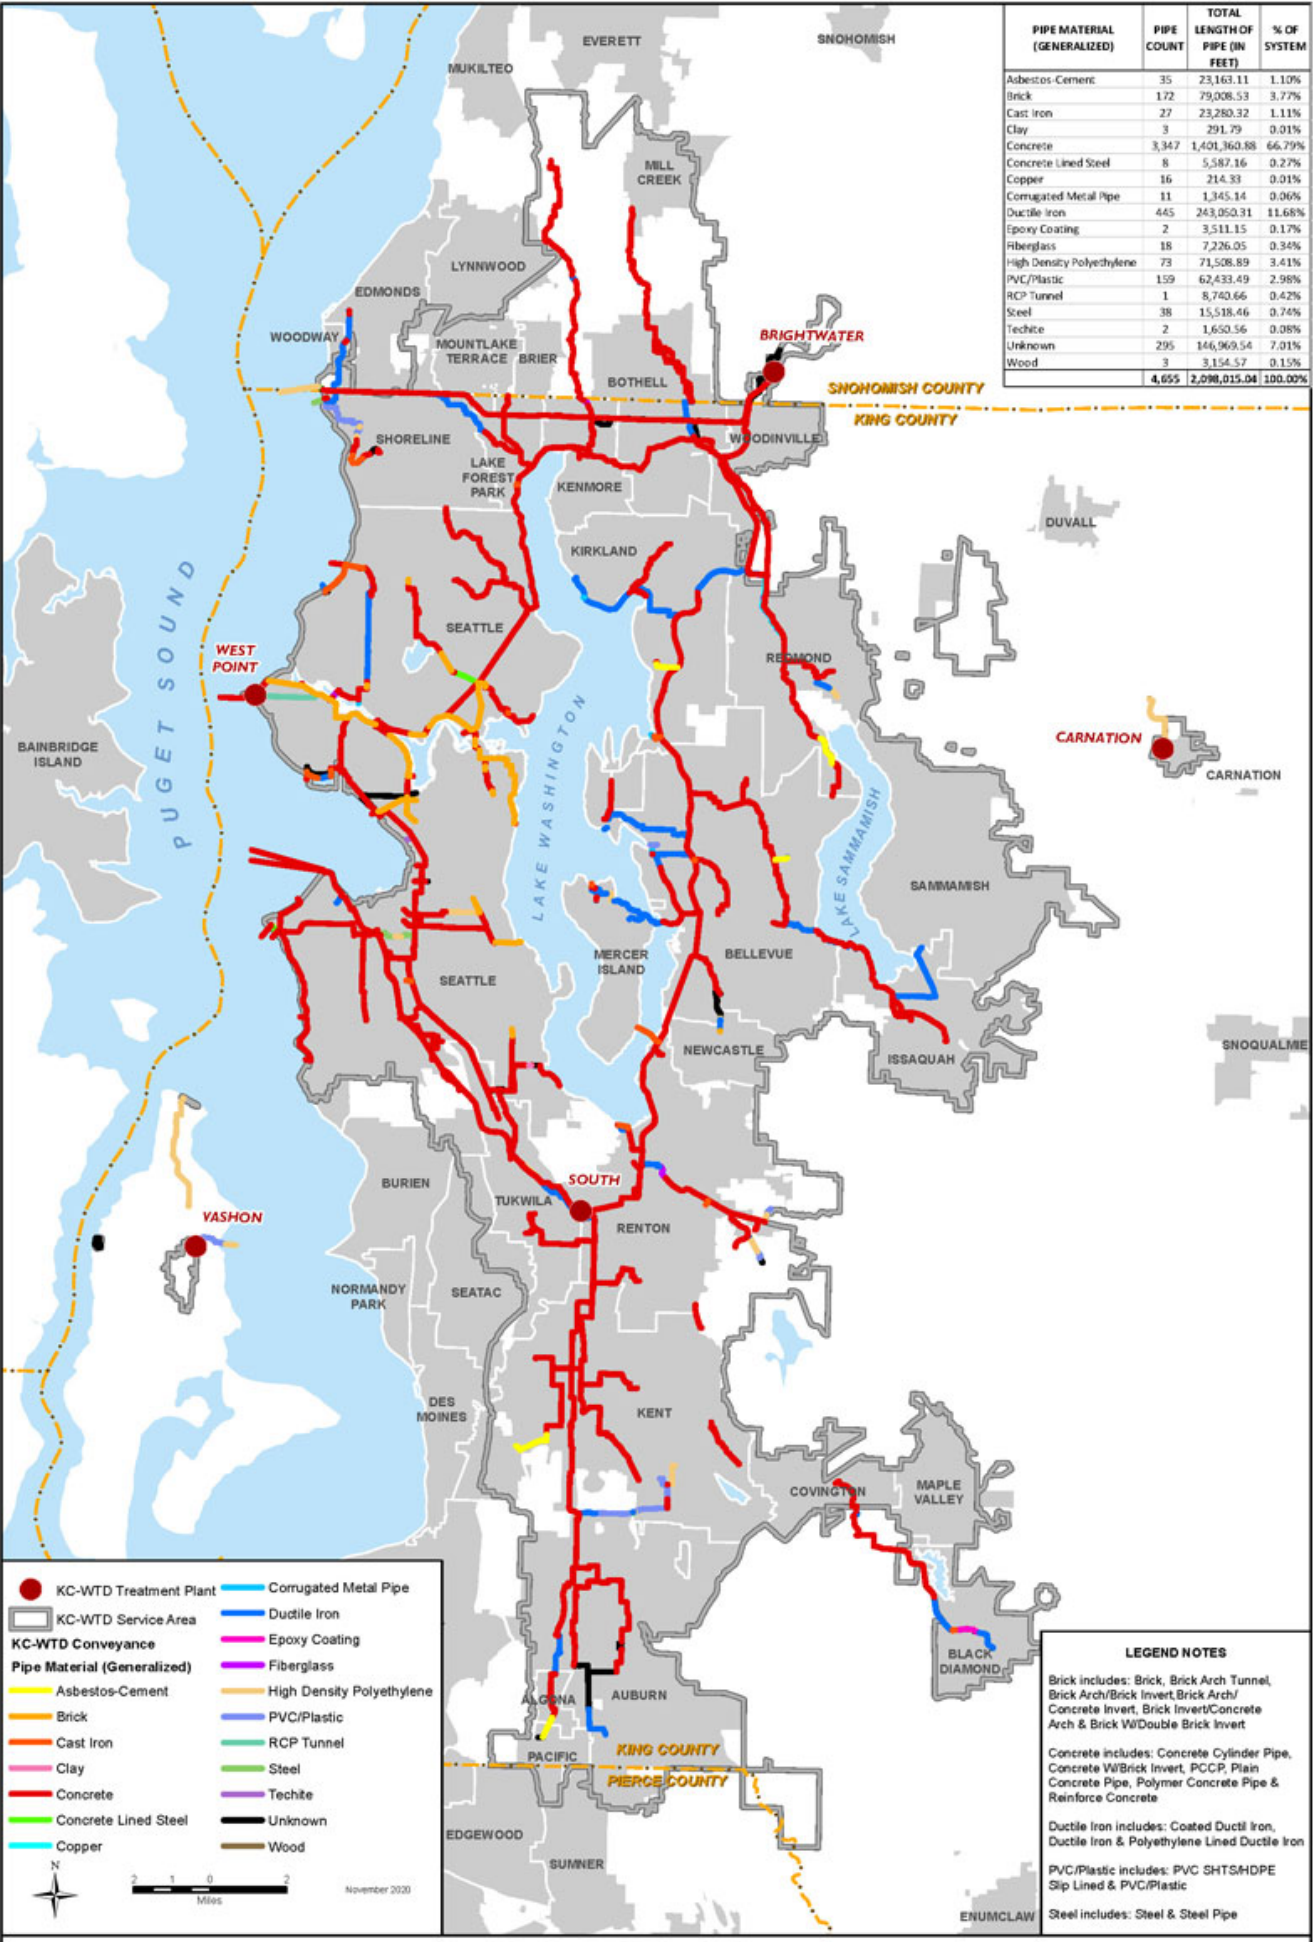 PIPE MATERIAL (GENERALIZED) PIPE COUNT TOTAL LENGTH OF PIPE (IN FEET) % OF SYSTEM
Asbestos-Cement 35 23,163.11 1.10%
Brick 172 79,008.53 3.77%
Cast Iron 27 23,280.32 1.11%
Clay 3 291.79 0.01%
Concrete 3,347 1,401,360.88 66.79%
Concrete Lined Steel 8 5,587.16 0.27%
Copper 16 214.33 0.01%
Corrugated Metal Pipe 11 1,345.14 0.06%
Ductile Iron 445 243,050.31 11.68%
Epoxy Coating 2 3,511.15 0.17%
Fiberglass 18 7,226.05 0.34%
High Density Polyethylene 73 71,508.89 3.41%
PVC/Plastic 159 62,433.49 2.98%
RCP Tunnel 1 8,740.66 0.42%
Steel 38 15,518.46 0.74%
Techite 2 1,650.56 0.08%
Unknown 295 146,969.54 7.01%
Wood 3 3,154.57 0.15%
4,655 2,098,015.04 100.00%
EVERETT
SNOHOMISH
MUKILTEO
MILL
CREEK
LYNNWOOD
EDMONDS
WOODWAY
MOUNTLAKE
TERRACE
BRIER
BRIGHTWATER
BOTHELL
SNOHOMISH COUNTY
KING COUNTY
SHORELINE
WOODINVILLE
LAKE
FOREST
PARK
KENMORE
DUVALL
KIRKLAND
PUGET SOUND
SEATTLE
WEST
POINT
REDMOND
BAINBRIDGE
ISLAND
LAKE WASHINGTON
CARNATION
CARNATION
LAKE SAMMAMISH
SAMMAMISH
SEATTLE
MERCER
ISLAND
BELLEVUE
NEWCASTLE
ISSAQUAH
SNOQUALMIE
BURIEN
SOUTH
TUKWILA
RENTON
VASHON
NORMANDY
PARK
SEATAC
DES
MOINES
KENT
COVINGTON
MAPLE
VALLEY
BLACK
DIAMOND
ALGONA
AUBURN
PACIFIC
KING COUNTY
PIERCE COUNTY
EDGEWOOD
SUMNER
ENUMCLAW
KC-WTD Treatment Plant
KC-WTD Service Area
KC-WTD Conveyance
Pipe Material (Generalized)
Asbestos-Cement
Brick
Cast Iron
Clay
Concrete
Concrete Lined Steel
Copper
Corrugated Metal Pipe
Ductile Iron
Epoxy Coating
Fiberglass
High Density Polyethylene
PVC/Plastic
RCP Tunnel
Steel
Techite
Unknown
Wood
N
2 1 0 2
Miles
November 2020
LEGEND NOTES
Brick includes: Brick, Brick Arch Tunnel,
Brick Arch/Brick Invert,Brick Arch/
Concrete Invert, Brick Invert/Concrete
Arch & Brick W/Double Brick Invert
Concrete includes: Concrete Cylinder Pipe,
Concrete W/Brick Invert, PCCP, Plain
Concrete Pipe, Polymer Concrete Pipe &
Reinforce Concrete
Ductile Iron includes: Coated Ductil Iron,
Ductile Iron & Polyethylene Lined Ductile Iron
PVC/Plastic includes: PVC SHTS/HDPE
Slip Lined & PVC/Plastic
Steel includes: Steel & Steel Pipe